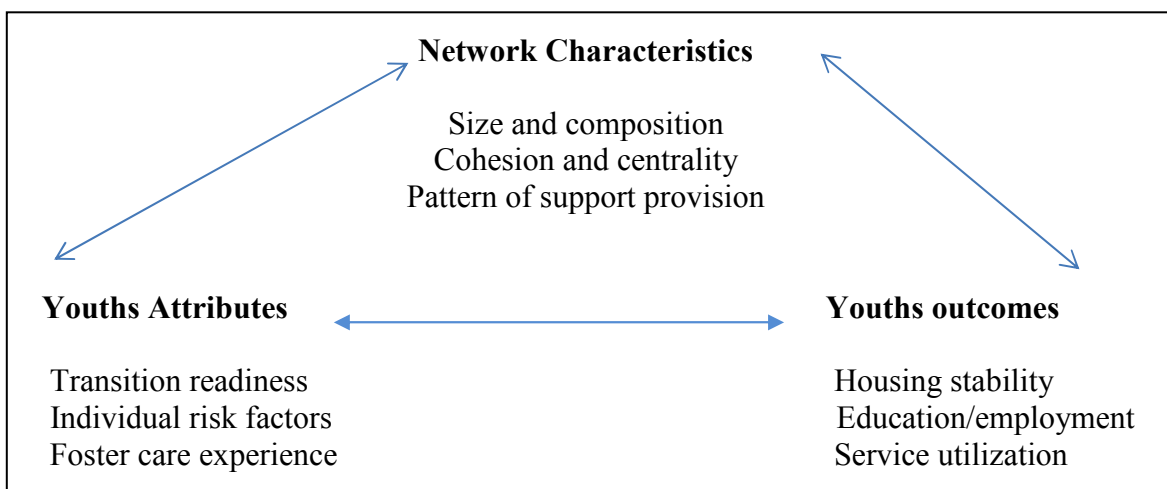 Network Characteristics
Size and composition
Cohesion and centrality
Pattern of support provision
Youths Attributes
Transition readiness
Individual risk factors
Foster care experience
Youths outcomes
Housing stability
Education/employment
Service utilization